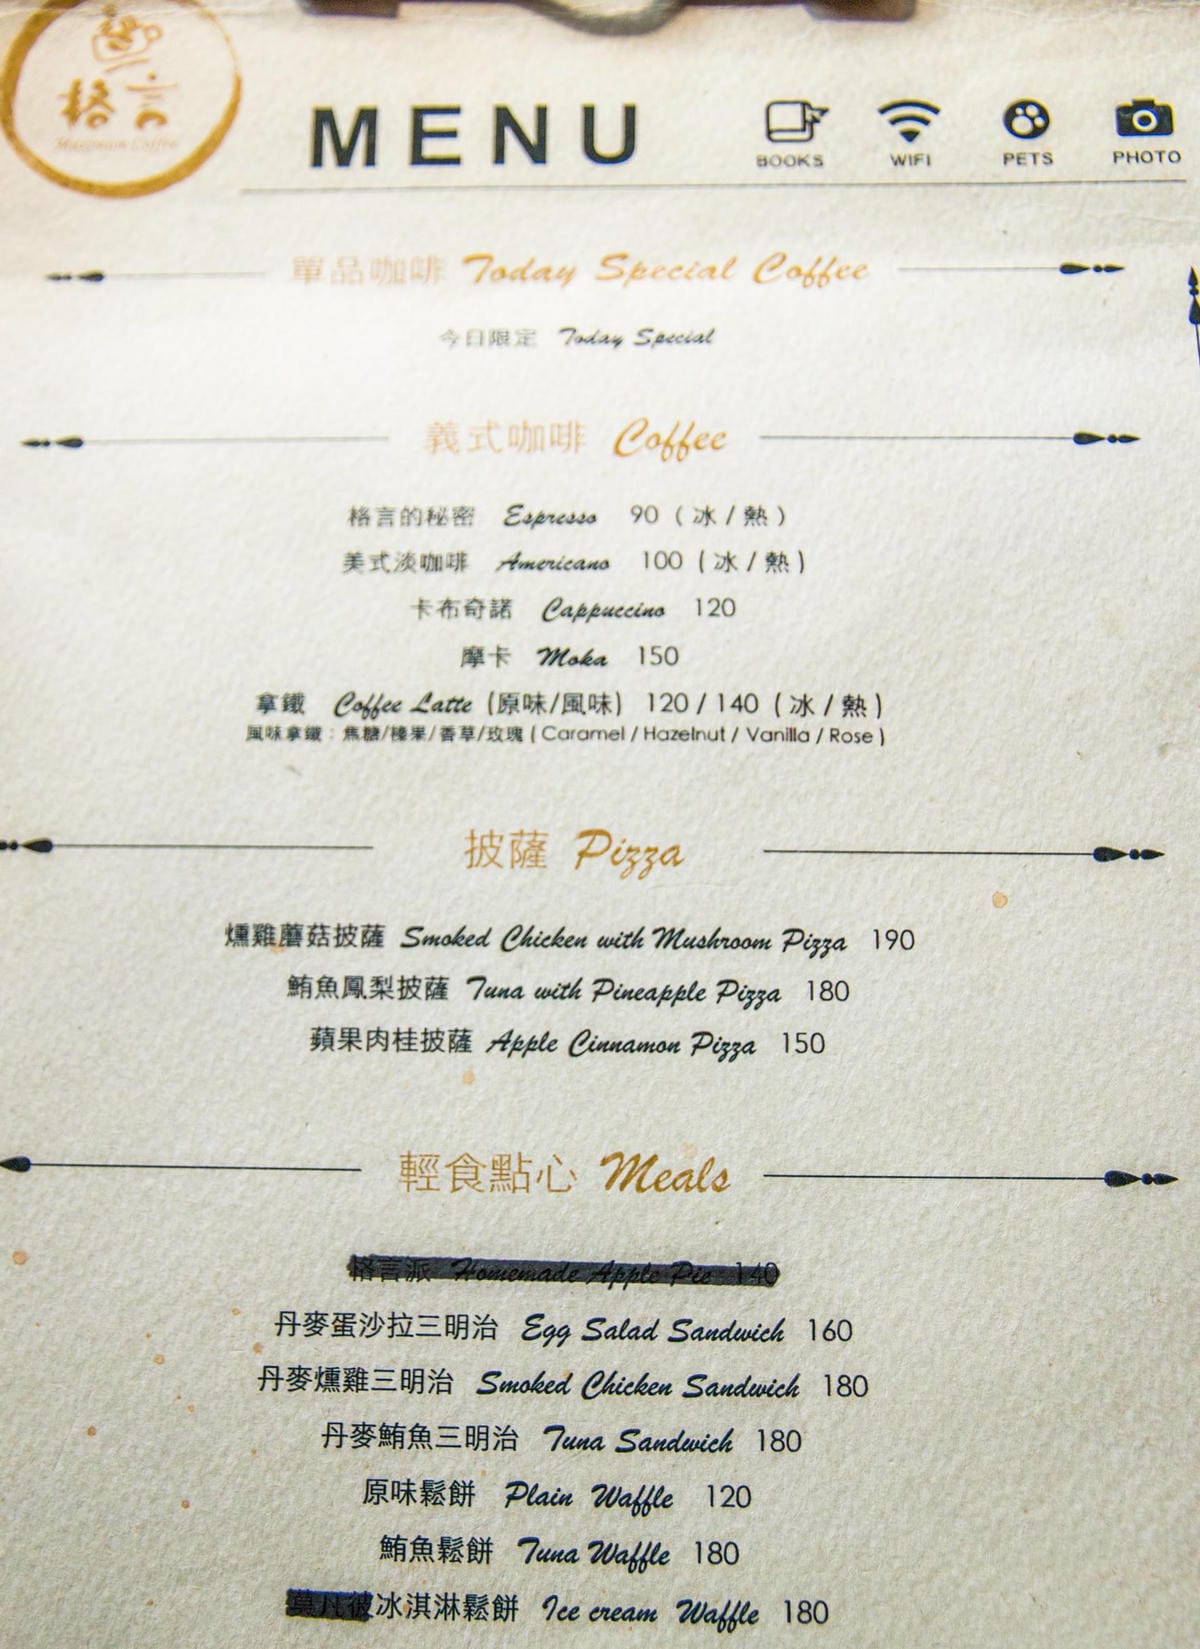 格言
Maximum Coffee
MENU
BOOKS WIFI PETS PHOTO
單品咖啡 Today Special Coffee
今日限定 Today Special
義式咖啡 Coffee
格言的秘密 Espresso 90 ( 冰 / 熱 )
美式淡咖啡 Americano 100 ( 冰 / 熱 )
卡布奇諾 Cappuccino 120
摩卡 Moka 150
拿鐵 Coffee Latte (原味/風味) 120 / 140 ( 冰 / 熱 )
風味拿鐵：焦糖/榛果/香草/玫瑰 ( Caramel / Hazelnut / Vanilla / Rose )
披薩 Pizza
燻雞蘑菇披薩 Smoked Chicken with Mushroom Pizza 190
鮪魚鳳梨披薩 Tuna with Pineapple Pizza 180
蘋果肉桂披薩 Apple Cinnamon Pizza 150
輕食點心 Meals
格言派 Homemade Apple Pie 140
丹麥蛋沙拉三明治 Egg Salad Sandwich 160
丹麥燻雞三明治 Smoked Chicken Sandwich 180
丹麥鮪魚三明治 Tuna Sandwich 180
原味鬆餅 Plain Waffle 120
鮪魚鬆餅 Tuna Waffle 180
莫凡彼冰淇淋鬆餅 Ice cream Waffle 180